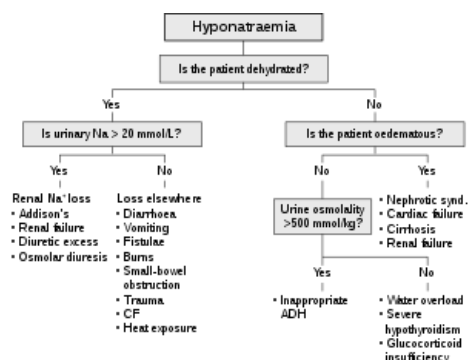 Hyponatraemia
Is the patient dehydrated?
Yes
No
Is urinary Na > 20 mmol/L?
Is the patient oedematous?
Yes
No
No
Yes
Renal Na⁺ loss
• Addison's
• Renal failure
• Diuretic excess
• Osmolar diuresis
Loss elsewhere
• Diarrhoea
• Vomiting
• Fistulae
• Burns
• Small-bowel
obstruction
• Trauma
• CF
• Heat exposure
Urine osmolality
>500 mmol/kg?
• Nephrotic synd.
• Cardiac failure
• Cirrhosis
• Renal failure
Yes
No
• Inappropriate
ADH
• Water overload
• Severe
hypothyroidism
• Glucocorticoid
insufficiency